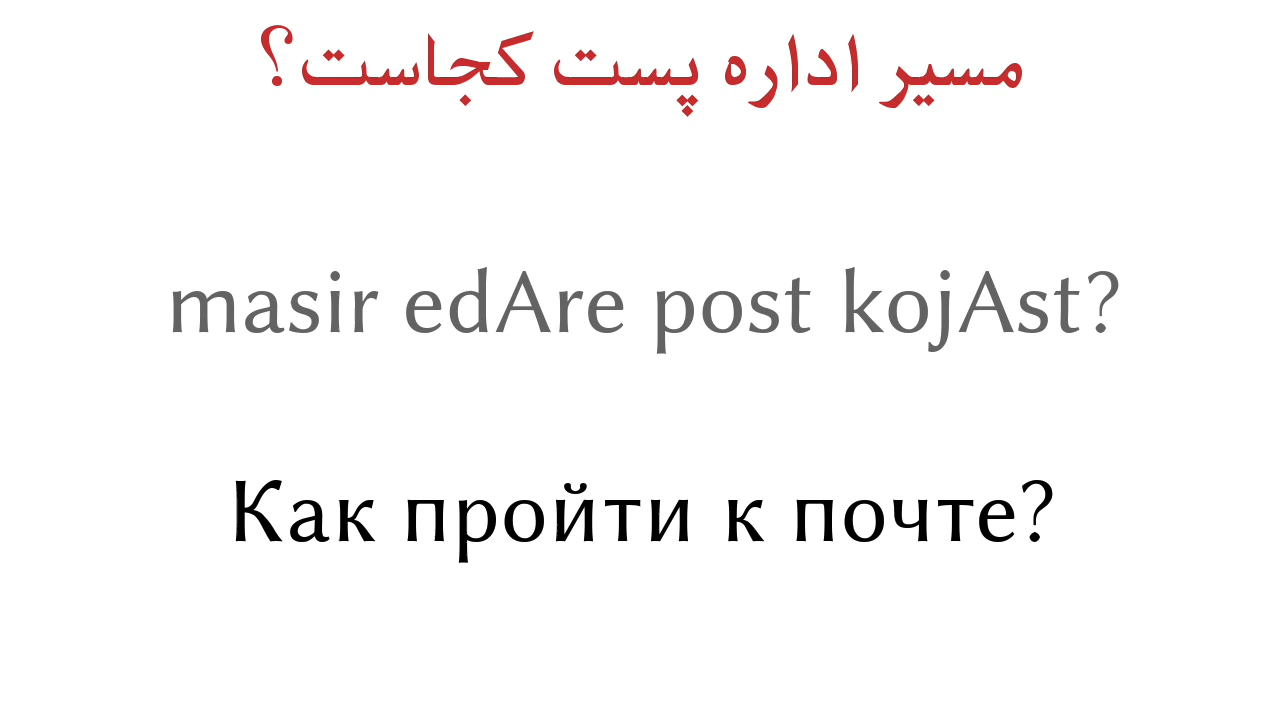 مسیر اداره پست کجاست؟
masir edAre post kojAst?
Как пройти к почте?